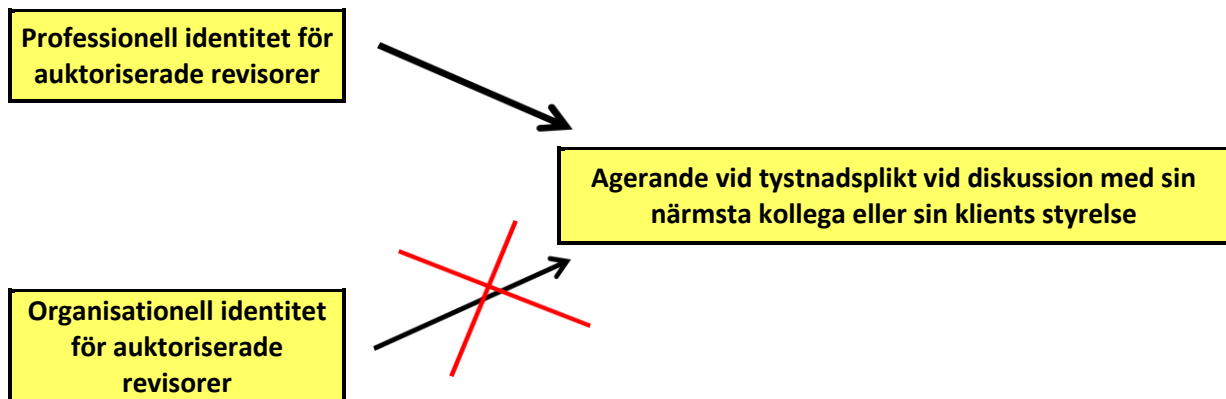 Professionell identitet för
auktoriserade revisorer
Agerande vid tystnadsplikt vid diskussion med sin
närmsta kollega eller sin klients styrelse
Organisationell identitet
för auktoriserade
revisorer